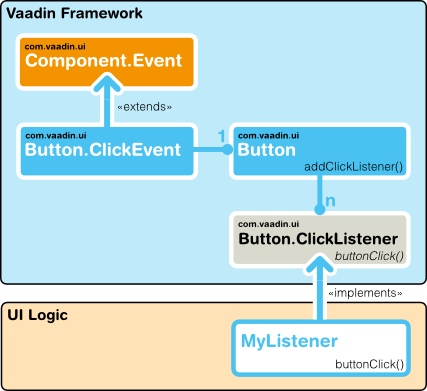 Vaadin Framework
com.vaadin.ui
Component.Event
«extends»
com.vaadin.ui
Button.ClickEvent
1
com.vaadin.ui
Button
addClickListener()
n
com.vaadin.ui
Button.ClickListener
buttonClick()
«implements»
UI Logic
MyListener
buttonClick()